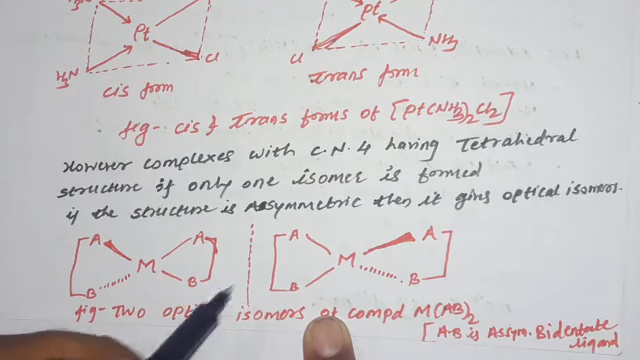 Pt Pt
H3N Cl Cl NH3
cis form Trans form
fig- cis & Trans forms of [Pt(NH3)2Cl2]
However complexes with C.N.4 having Tetrahedral
structure if only one isomer is formed
if the structure is Assymmetric then it gives optical isomers.
A A A A
M M
B B B B
fig- Two optical isomers of compd M(AB)2
[AB is Assym. Bidentate
ligand